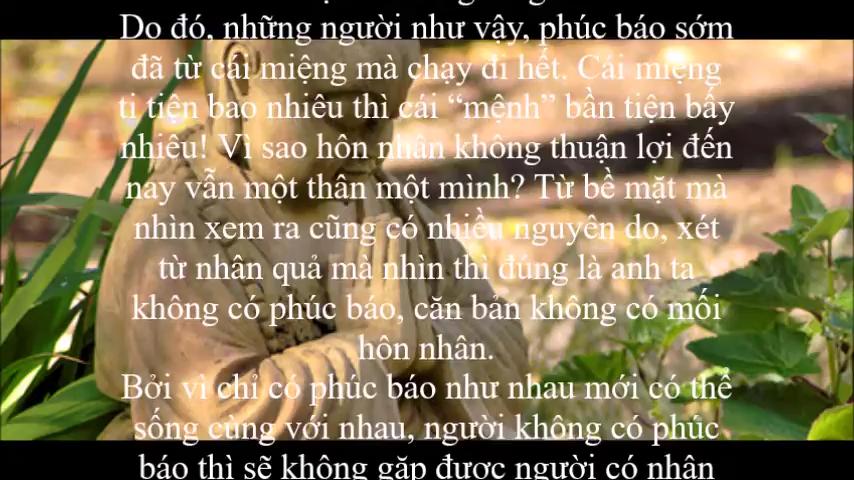 Do đó, những người như vậy, phúc báo sớm
đã từ cái miệng mà chạy đi hết. Cái miệng
ti tiện bao nhiêu thì cái “mệnh” bần tiện bấy
nhiêu! Vì sao hôn nhân không thuận lợi đến
nay vẫn một thân một mình? Từ bề mặt mà
nhìn xem ra cũng có nhiều nguyên do, xét
từ nhân quả mà nhìn thì đúng là anh ta
không có phúc báo, căn bản không có mối
hôn nhân.
Bởi vì chỉ có phúc báo như nhau mới có thể
sống cùng với nhau, người không có phúc
báo thì sẽ không gặp được người có nhân